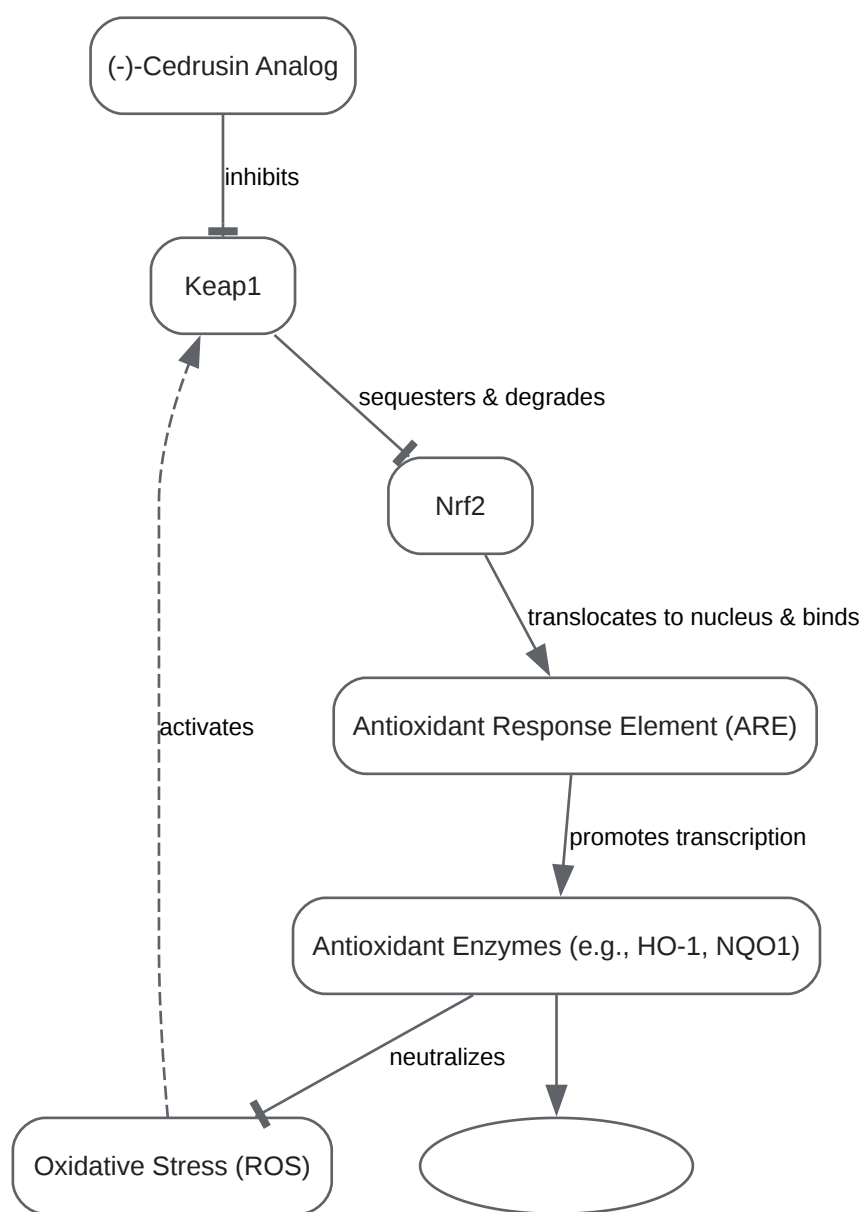 (-)-Cedrusin Analog
inhibits
Keap1
sequesters & degrades
Nrf2
translocates to nucleus & binds
Antioxidant Response Element (ARE)
activates
promotes transcription
Antioxidant Enzymes (e.g., HO-1, NQO1)
neutralizes
Oxidative Stress (ROS)